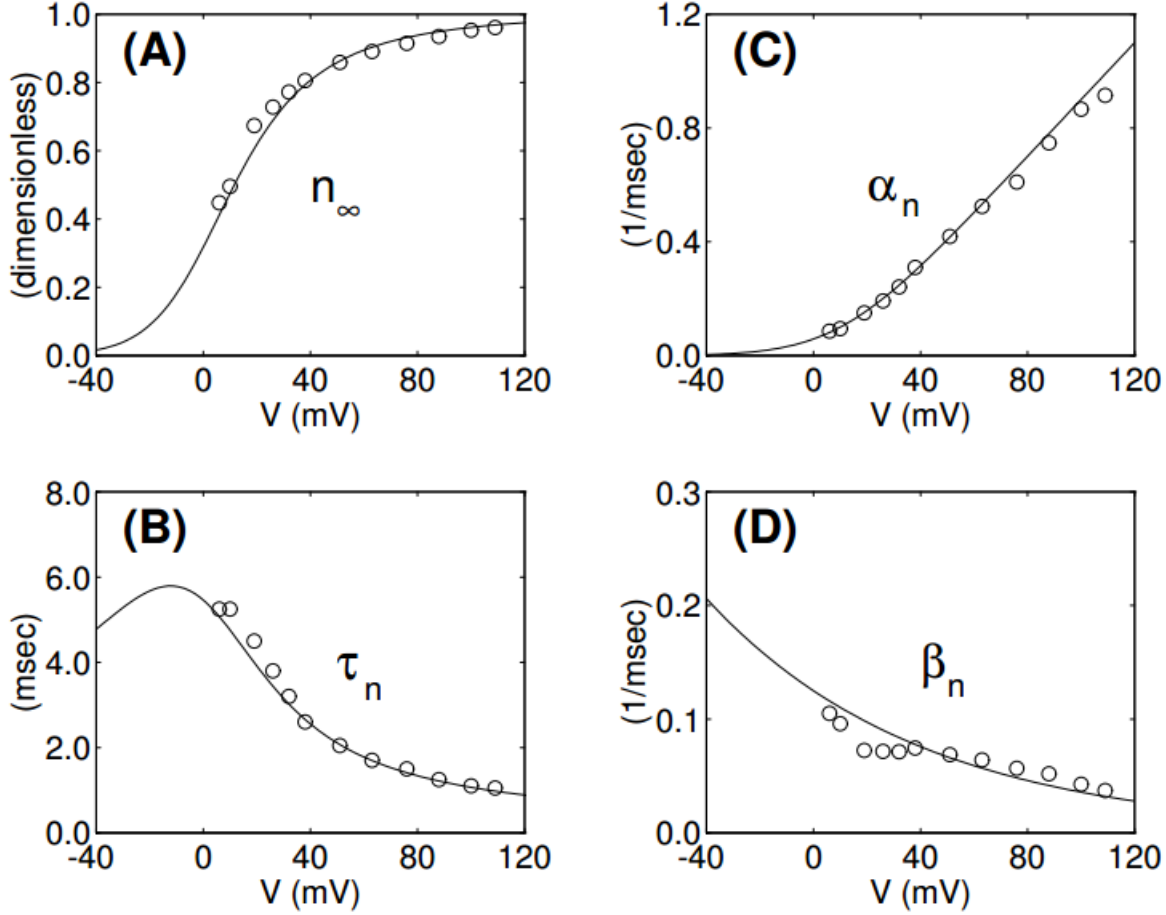 (A)
1.0
0.8
0.6
0.4
0.2
0.0
(dimensionless)
n∞
-40 0 40 80 120
V (mV)
(C)
1.2
0.8
0.4
0.0
(1/msec)
αn
-40 0 40 80 120
V (mV)
(B)
8.0
6.0
4.0
2.0
0.0
(msec)
τn
-40 0 40 80 120
V (mV)
(D)
0.3
0.2
0.1
0.0
(1/msec)
βn
-40 0 40 80 120
V (mV)